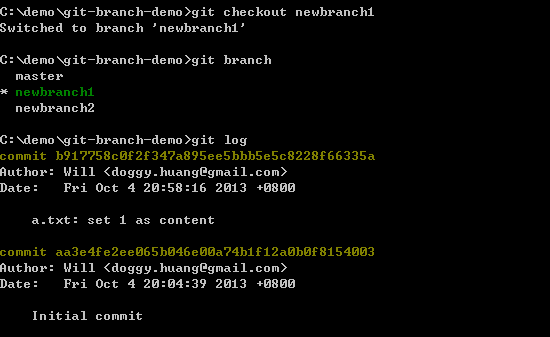 C:\demo\git-branch-demo>git checkout newbranch1
Switched to branch 'newbranch1'
C:\demo\git-branch-demo>git branch
  master
* newbranch1
  newbranch2
C:\demo\git-branch-demo>git log
commit b917758c0f2f347a895ee5bbb5e5c8228f66335a
Author: Will <doggy.huang@gmail.com>
Date:   Fri Oct 4 20:58:16 2013 +0800
    a.txt: set 1 as content
commit aa3e4fe2ee065b046e00a74b1f12a0b0f8154003
Author: Will <doggy.huang@gmail.com>
Date:   Fri Oct 4 20:04:39 2013 +0800
    Initial commit